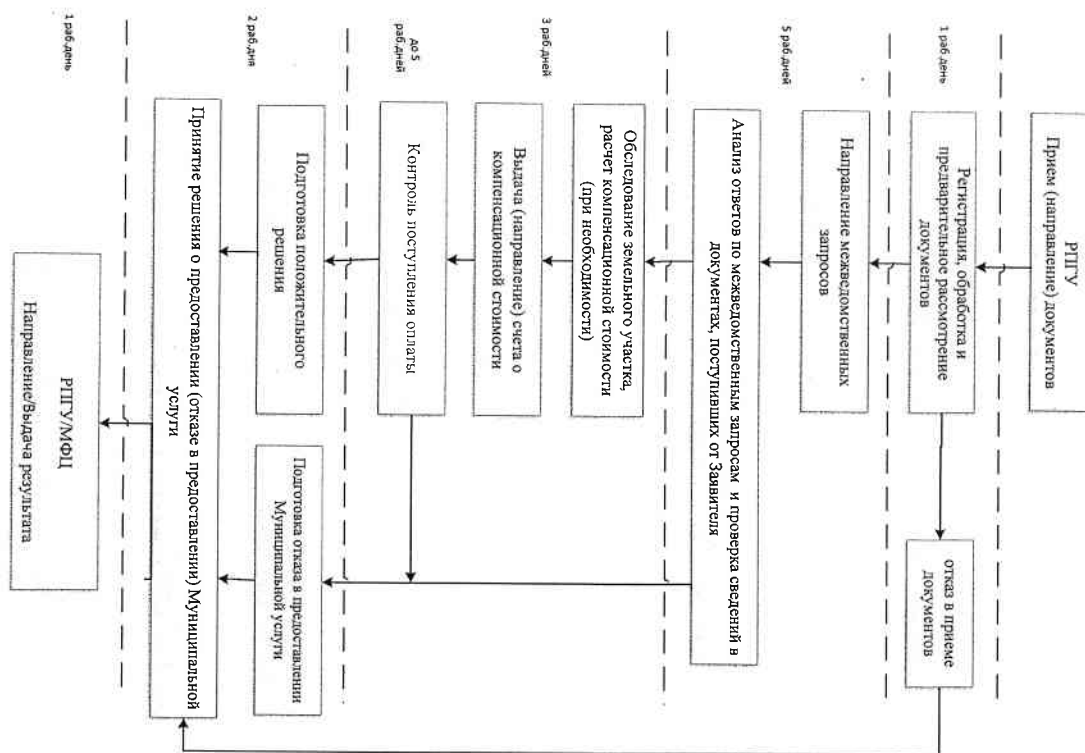 РПГУ
Прием (направление) документов
1 раб.день
Регистрация, обработка и
предварительное рассмотрение
документов
отказ в приеме
документов
5 раб.дней
Направление межведомственных
запросов
Анализ ответов по межведомственным запросам и проверка сведений в
документах, поступивших от Заявителя
3 раб.дней
Обследование земельного участка,
расчет компенсационной стоимости
(при необходимости)
Выдача (направление) счета о
компенсационной стоимости
до 5
раб.дней
Контроль поступления оплаты
2 раб.дня
Подготовка положительного
решения
Подготовка отказа в предоставлении
Муниципальной услуги
Принятие решения о предоставлении (отказе в предоставлении) Муниципальной
услуги
1 раб.день
РПГУ/МФЦ
Направление/Выдача результата